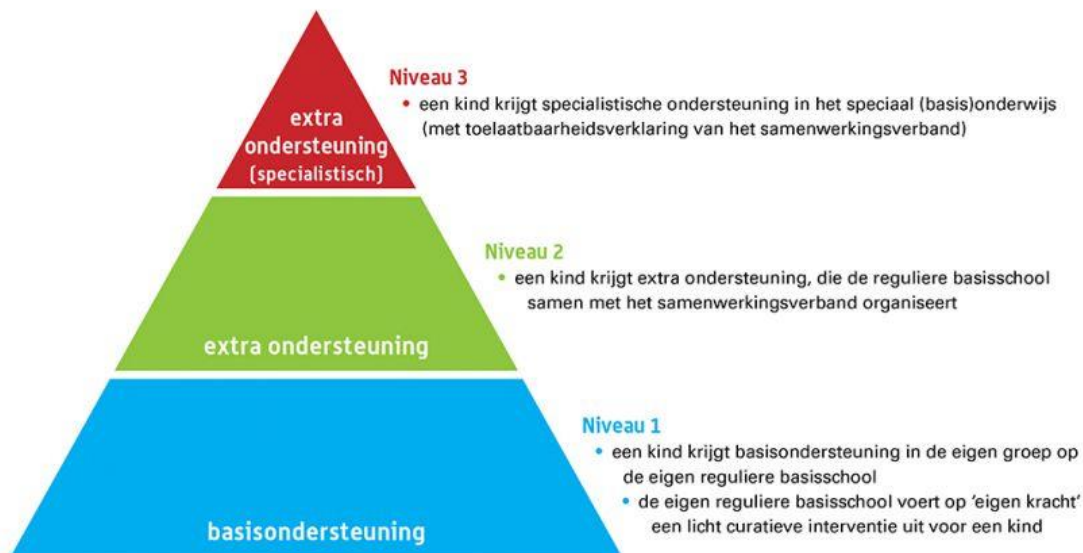 extra
ondersteuning
(specialistisch)
Niveau 3
• een kind krijgt specialistische ondersteuning in het speciaal (basis)onderwijs
(met toelaatbaarheidsverklaring van het samenwerkingsverband)
Niveau 2
• een kind krijgt extra ondersteuning, die de reguliere basisschool
samen met het samenwerkingsverband organiseert
extra ondersteuning
Niveau 1
• een kind krijgt basisondersteuning in de eigen groep op
de eigen reguliere basisschool
• de eigen reguliere basisschool voert op ‘eigen kracht’
een licht curatieve interventie uit voor een kind
basisondersteuning